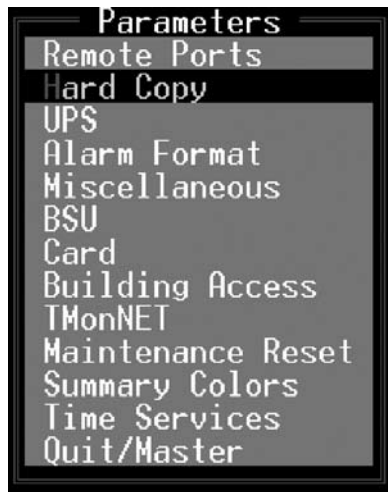 Parameters
Remote Ports
Hard Copy
UPS
Alarm Format
Miscellaneous
BSU
Card
Building Access
TMonNET
Maintenance Reset
Summary Colors
Time Services
Quit/Master